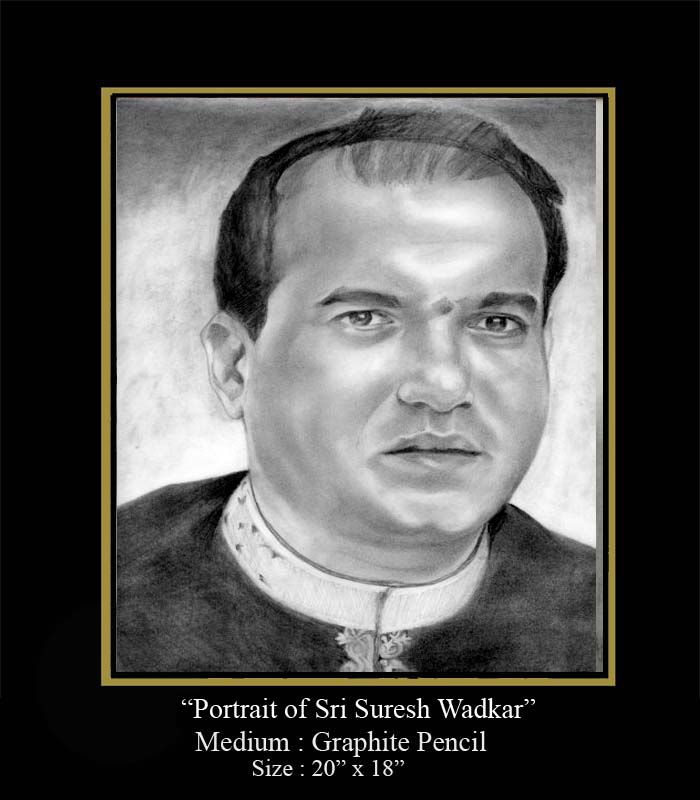 “Portrait of Sri Suresh Wadkar”
Medium : Graphite Pencil
Size : 20” x 18”